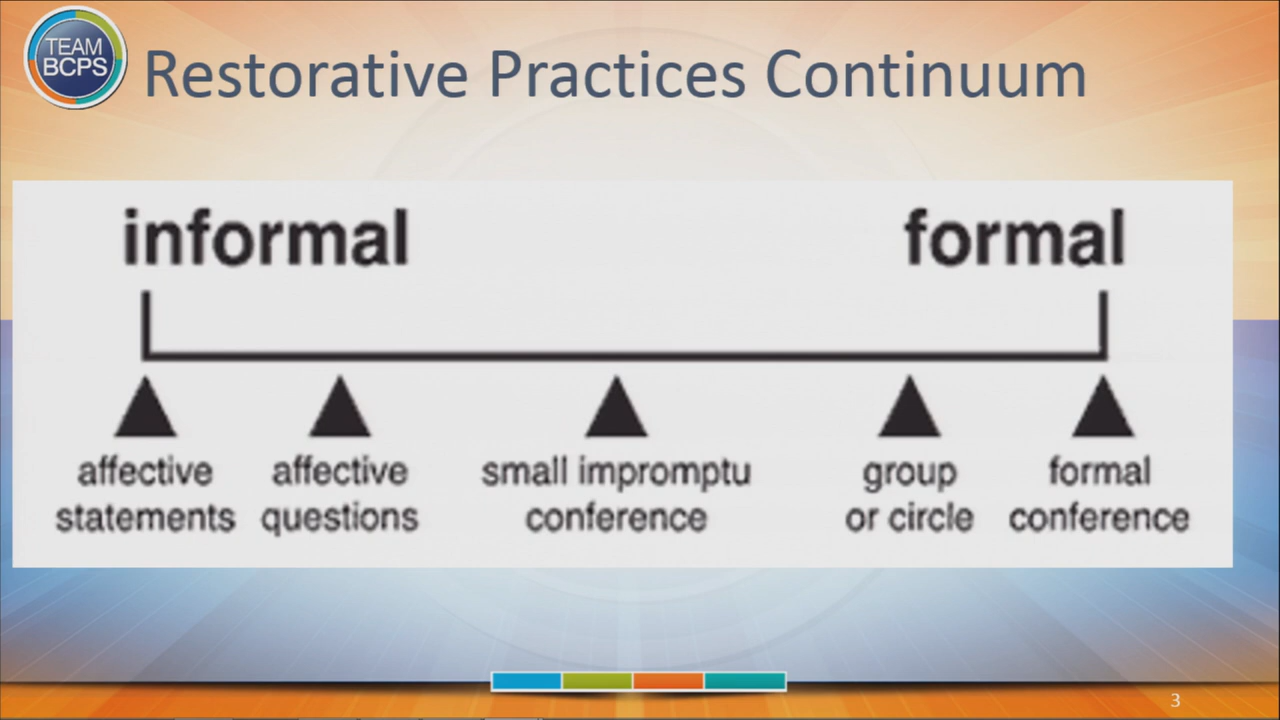 TEAM
BCPS
Restorative Practices Continuum
informal
formal
affective
statements
affective
questions
small impromptu
conference
group
or circle
formal
conference
3